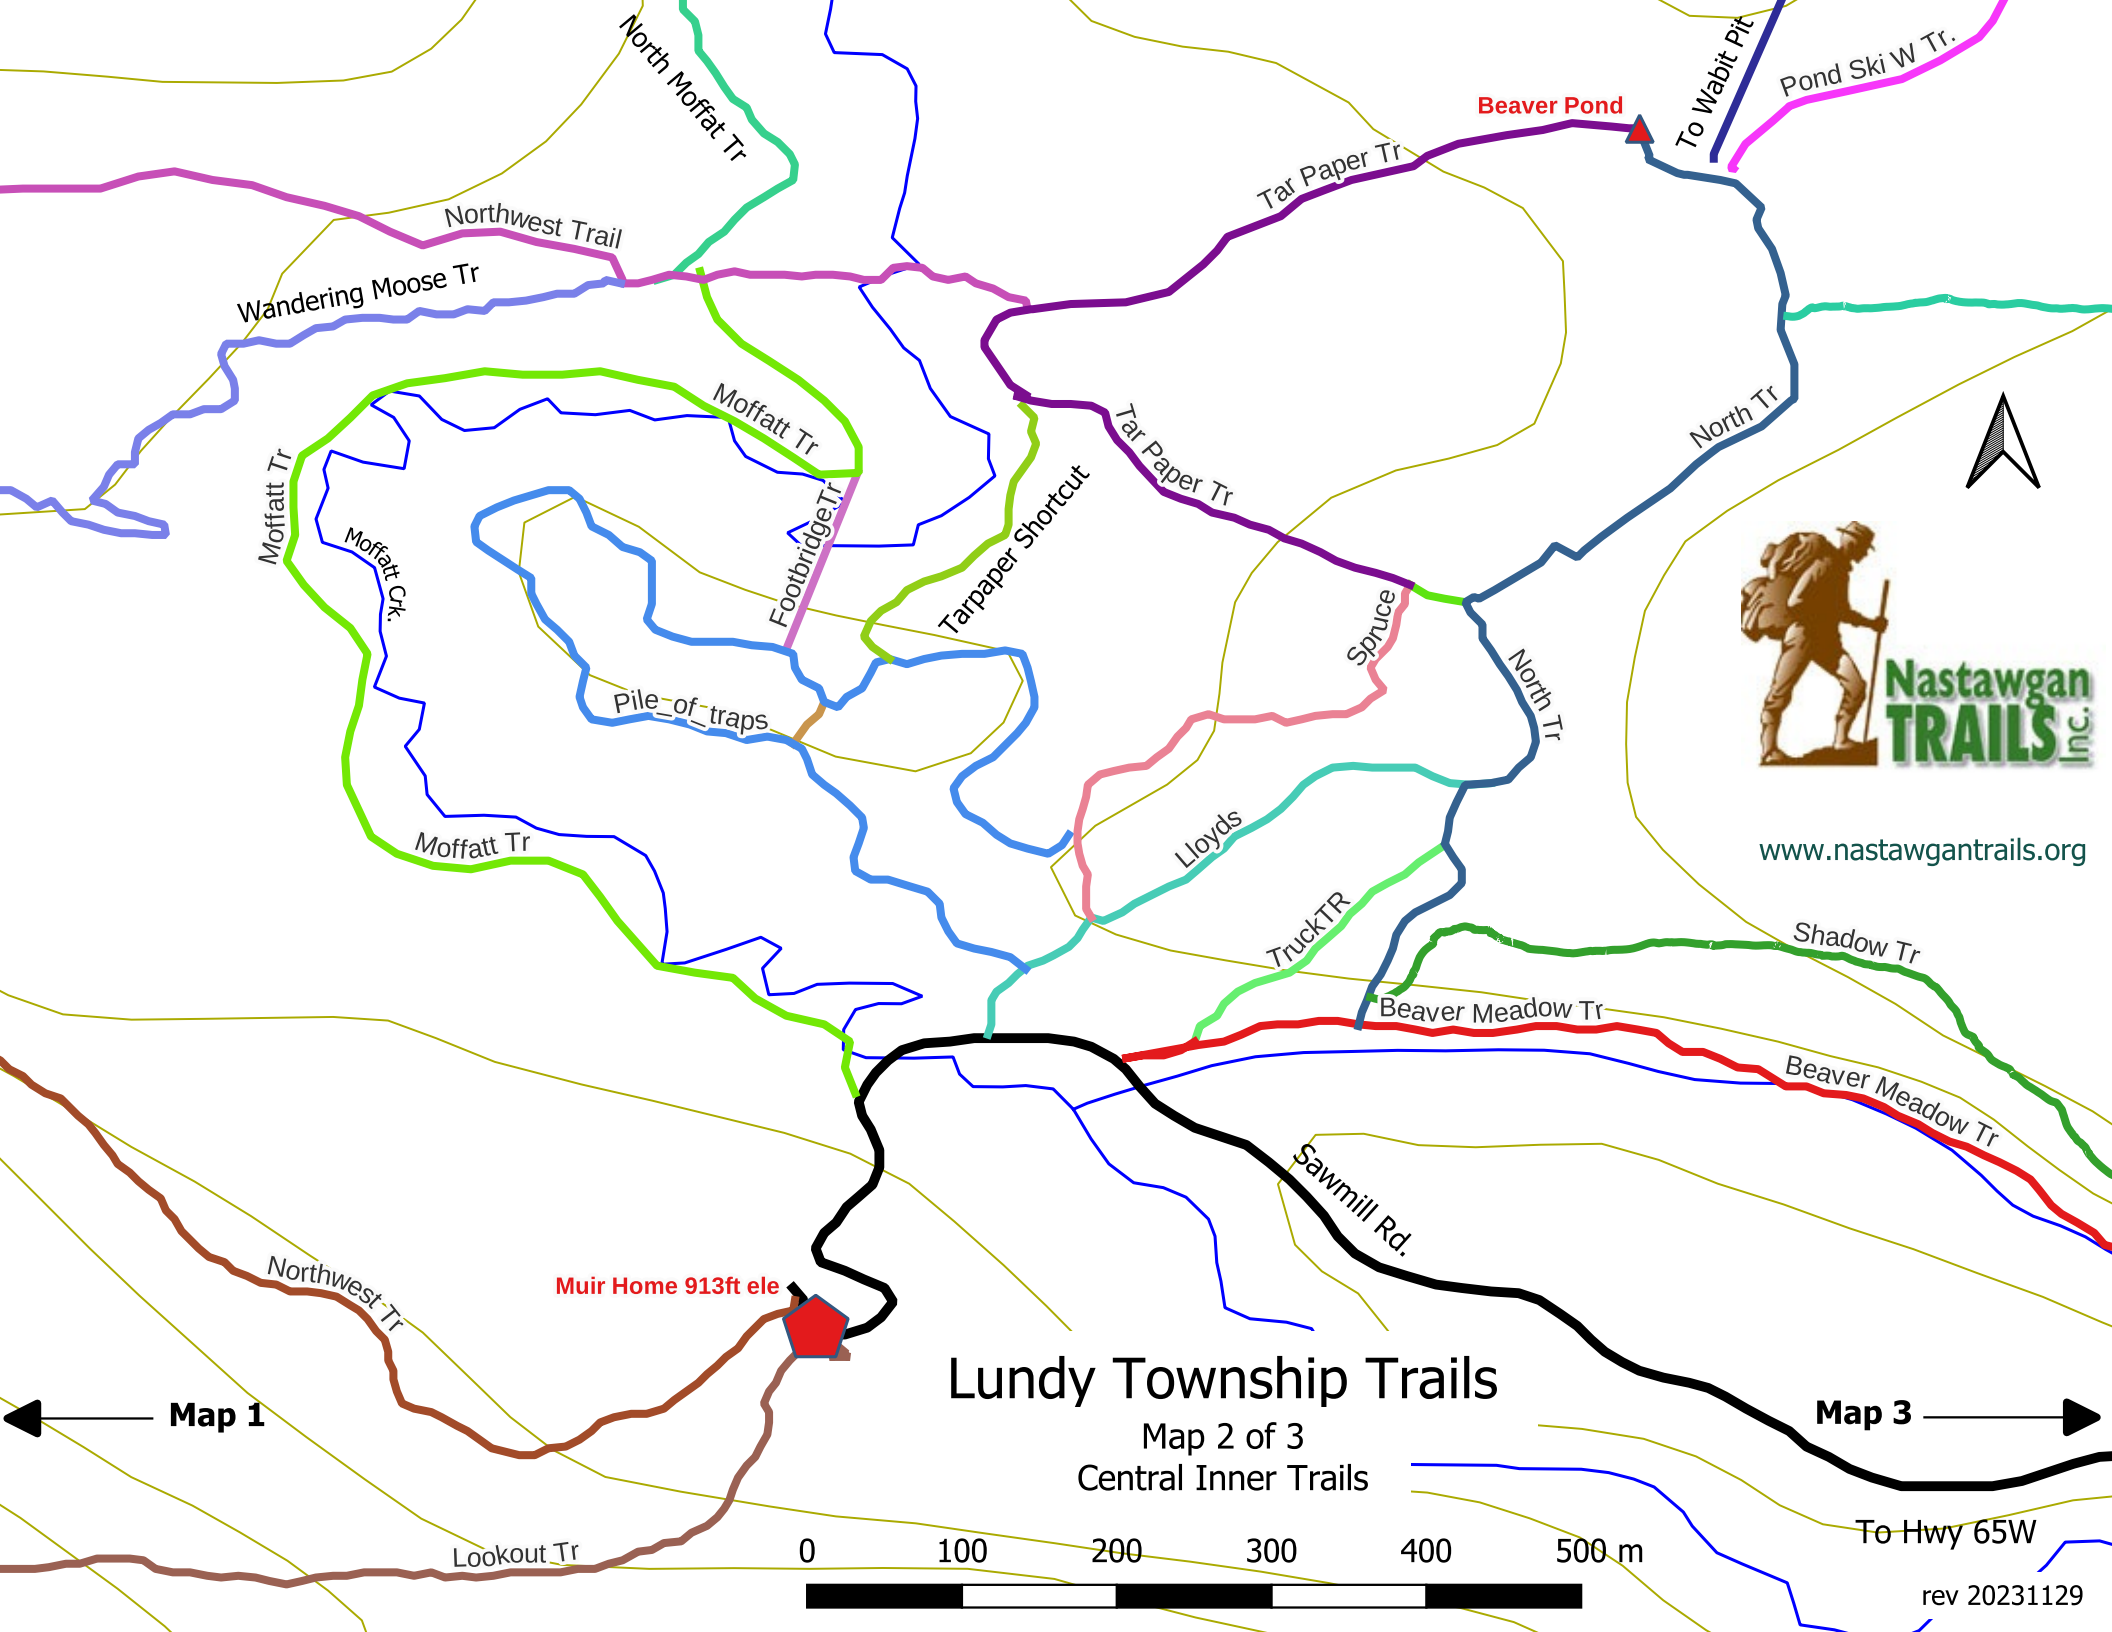 North Moffat Tr
To Wabit Pit
Pond Ski W Tr.
Beaver Pond
Tar Paper Tr
Northwest Trail
Wandering Moose Tr
Moffatt Tr
North Tr
Tar Paper Tr
Moffatt Tr
FootbridgeTr
Tarpaper Shortcut
Moffatt Crk.
Spruce
North Tr
Nastawgan
TRAILS
Inc.
Pile_of_traps
Lloyds
Moffatt Tr
www.nastawgantrails.org
TruckTR
Shadow Tr
Beaver Meadow Tr
Beaver Meadow Tr
Sawmill Rd.
Northwest Tr
Muir Home 913ft ele
Lundy Township Trails
Map 2 of 3
Central Inner Trails
Map 1
Map 3
To Hwy 65W
Lookout Tr
0 100 200 300 400 500 m
rev 20231129